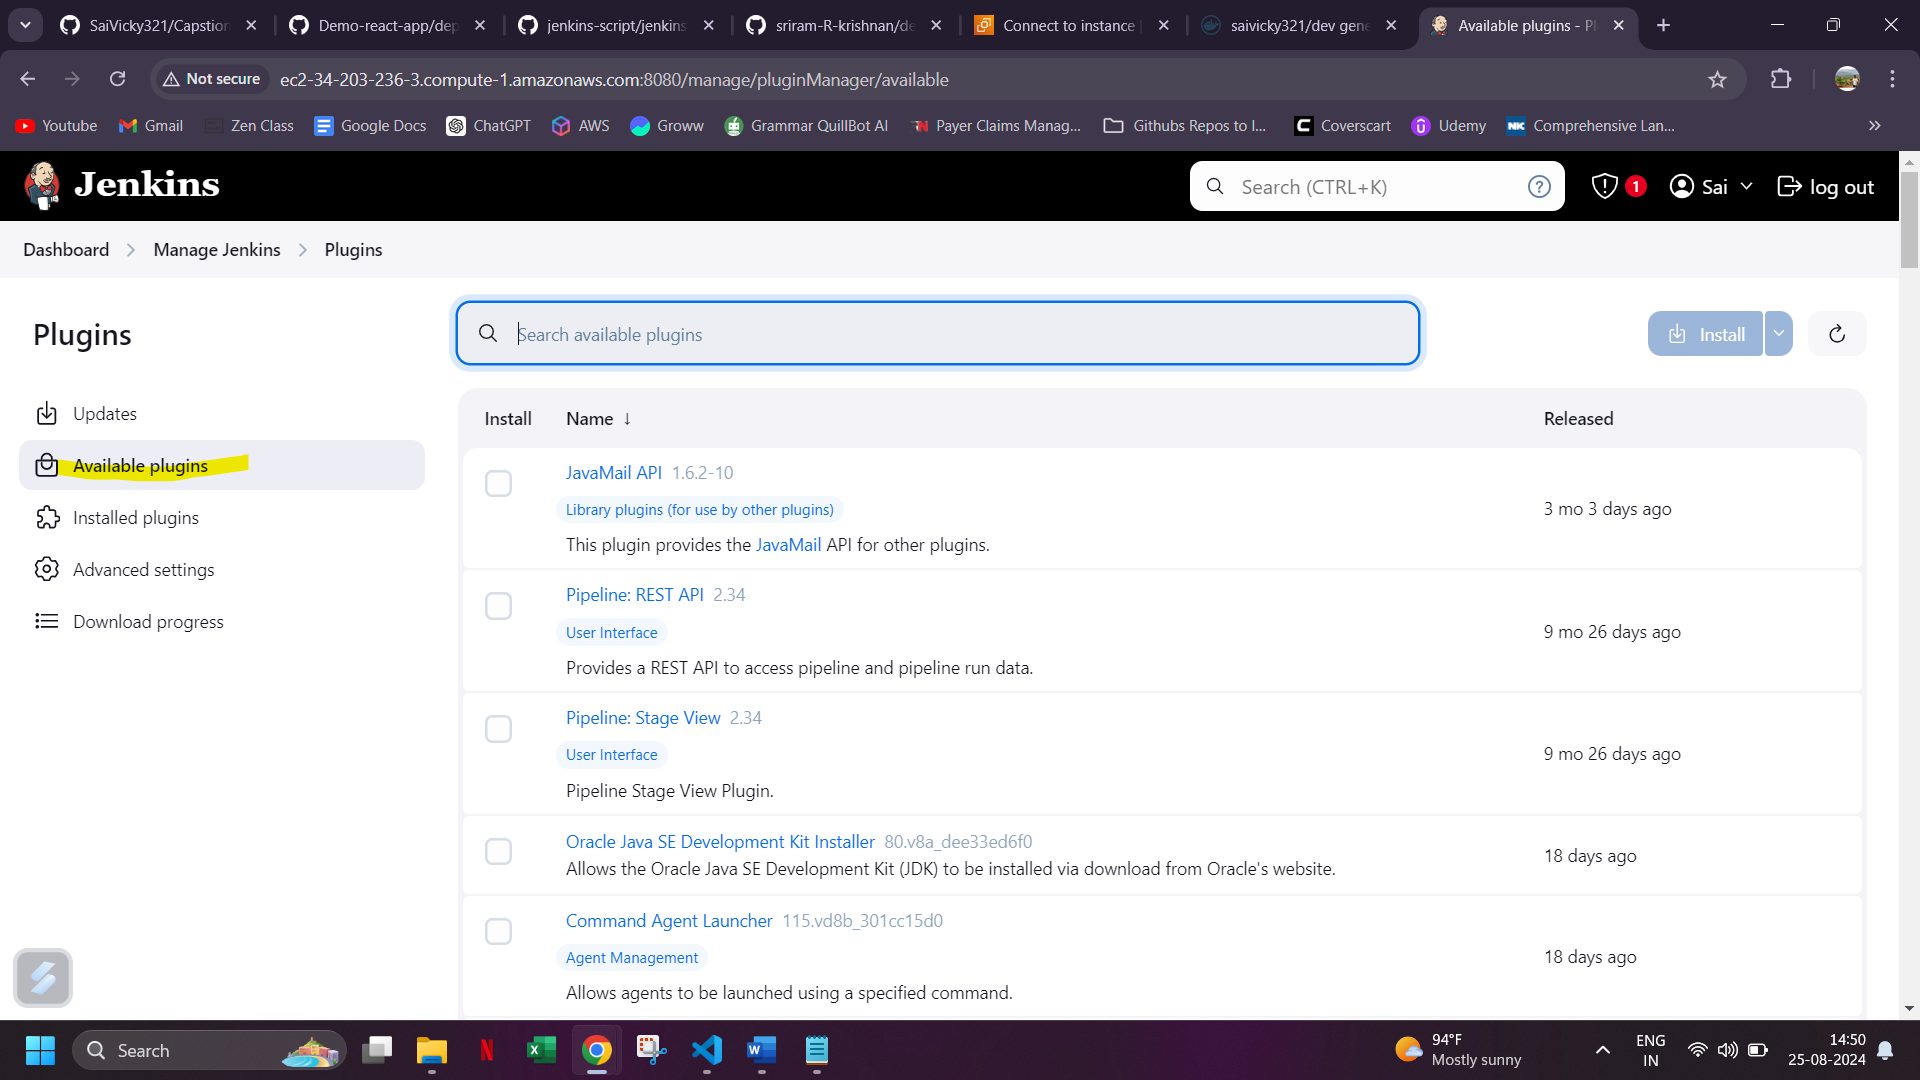 SaiVicky321/Capston
Demo-react-app/dep
jenkins-script/jenkins
sriram-R-krishnan/de
Connect to instance
saivicky321/dev gene
Available plugins - Pl
Not secure
ec2-34-203-236-3.compute-1.amazonaws.com:8080/manage/pluginManager/available
Youtube
Gmail
Zen Class
Google Docs
ChatGPT
AWS
Groww
Grammar QuillBot AI
Payer Claims Manag...
Githubs Repos to I...
Coverscart
Udemy
Comprehensive Lan...
Jenkins
Search (CTRL+K)
1
Sai
log out
Dashboard
Manage Jenkins
Plugins
Plugins
Search available plugins
Install
Updates
Available plugins
Installed plugins
Advanced settings
Download progress
Install
Name ↓
Released
JavaMail API 1.6.2-10
Library plugins (for use by other plugins)
This plugin provides the JavaMail API for other plugins.
3 mo 3 days ago
Pipeline: REST API 2.34
User Interface
Provides a REST API to access pipeline and pipeline run data.
9 mo 26 days ago
Pipeline: Stage View 2.34
User Interface
Pipeline Stage View Plugin.
9 mo 26 days ago
Oracle Java SE Development Kit Installer 80.v8a_dee33ed6f0
Allows the Oracle Java SE Development Kit (JDK) to be installed via download from Oracle's website.
18 days ago
Command Agent Launcher 115.vd8b_301cc15d0
Agent Management
Allows agents to be launched using a specified command.
18 days ago
Search
94°F
Mostly sunny
ENG
IN
14:50
25-08-2024